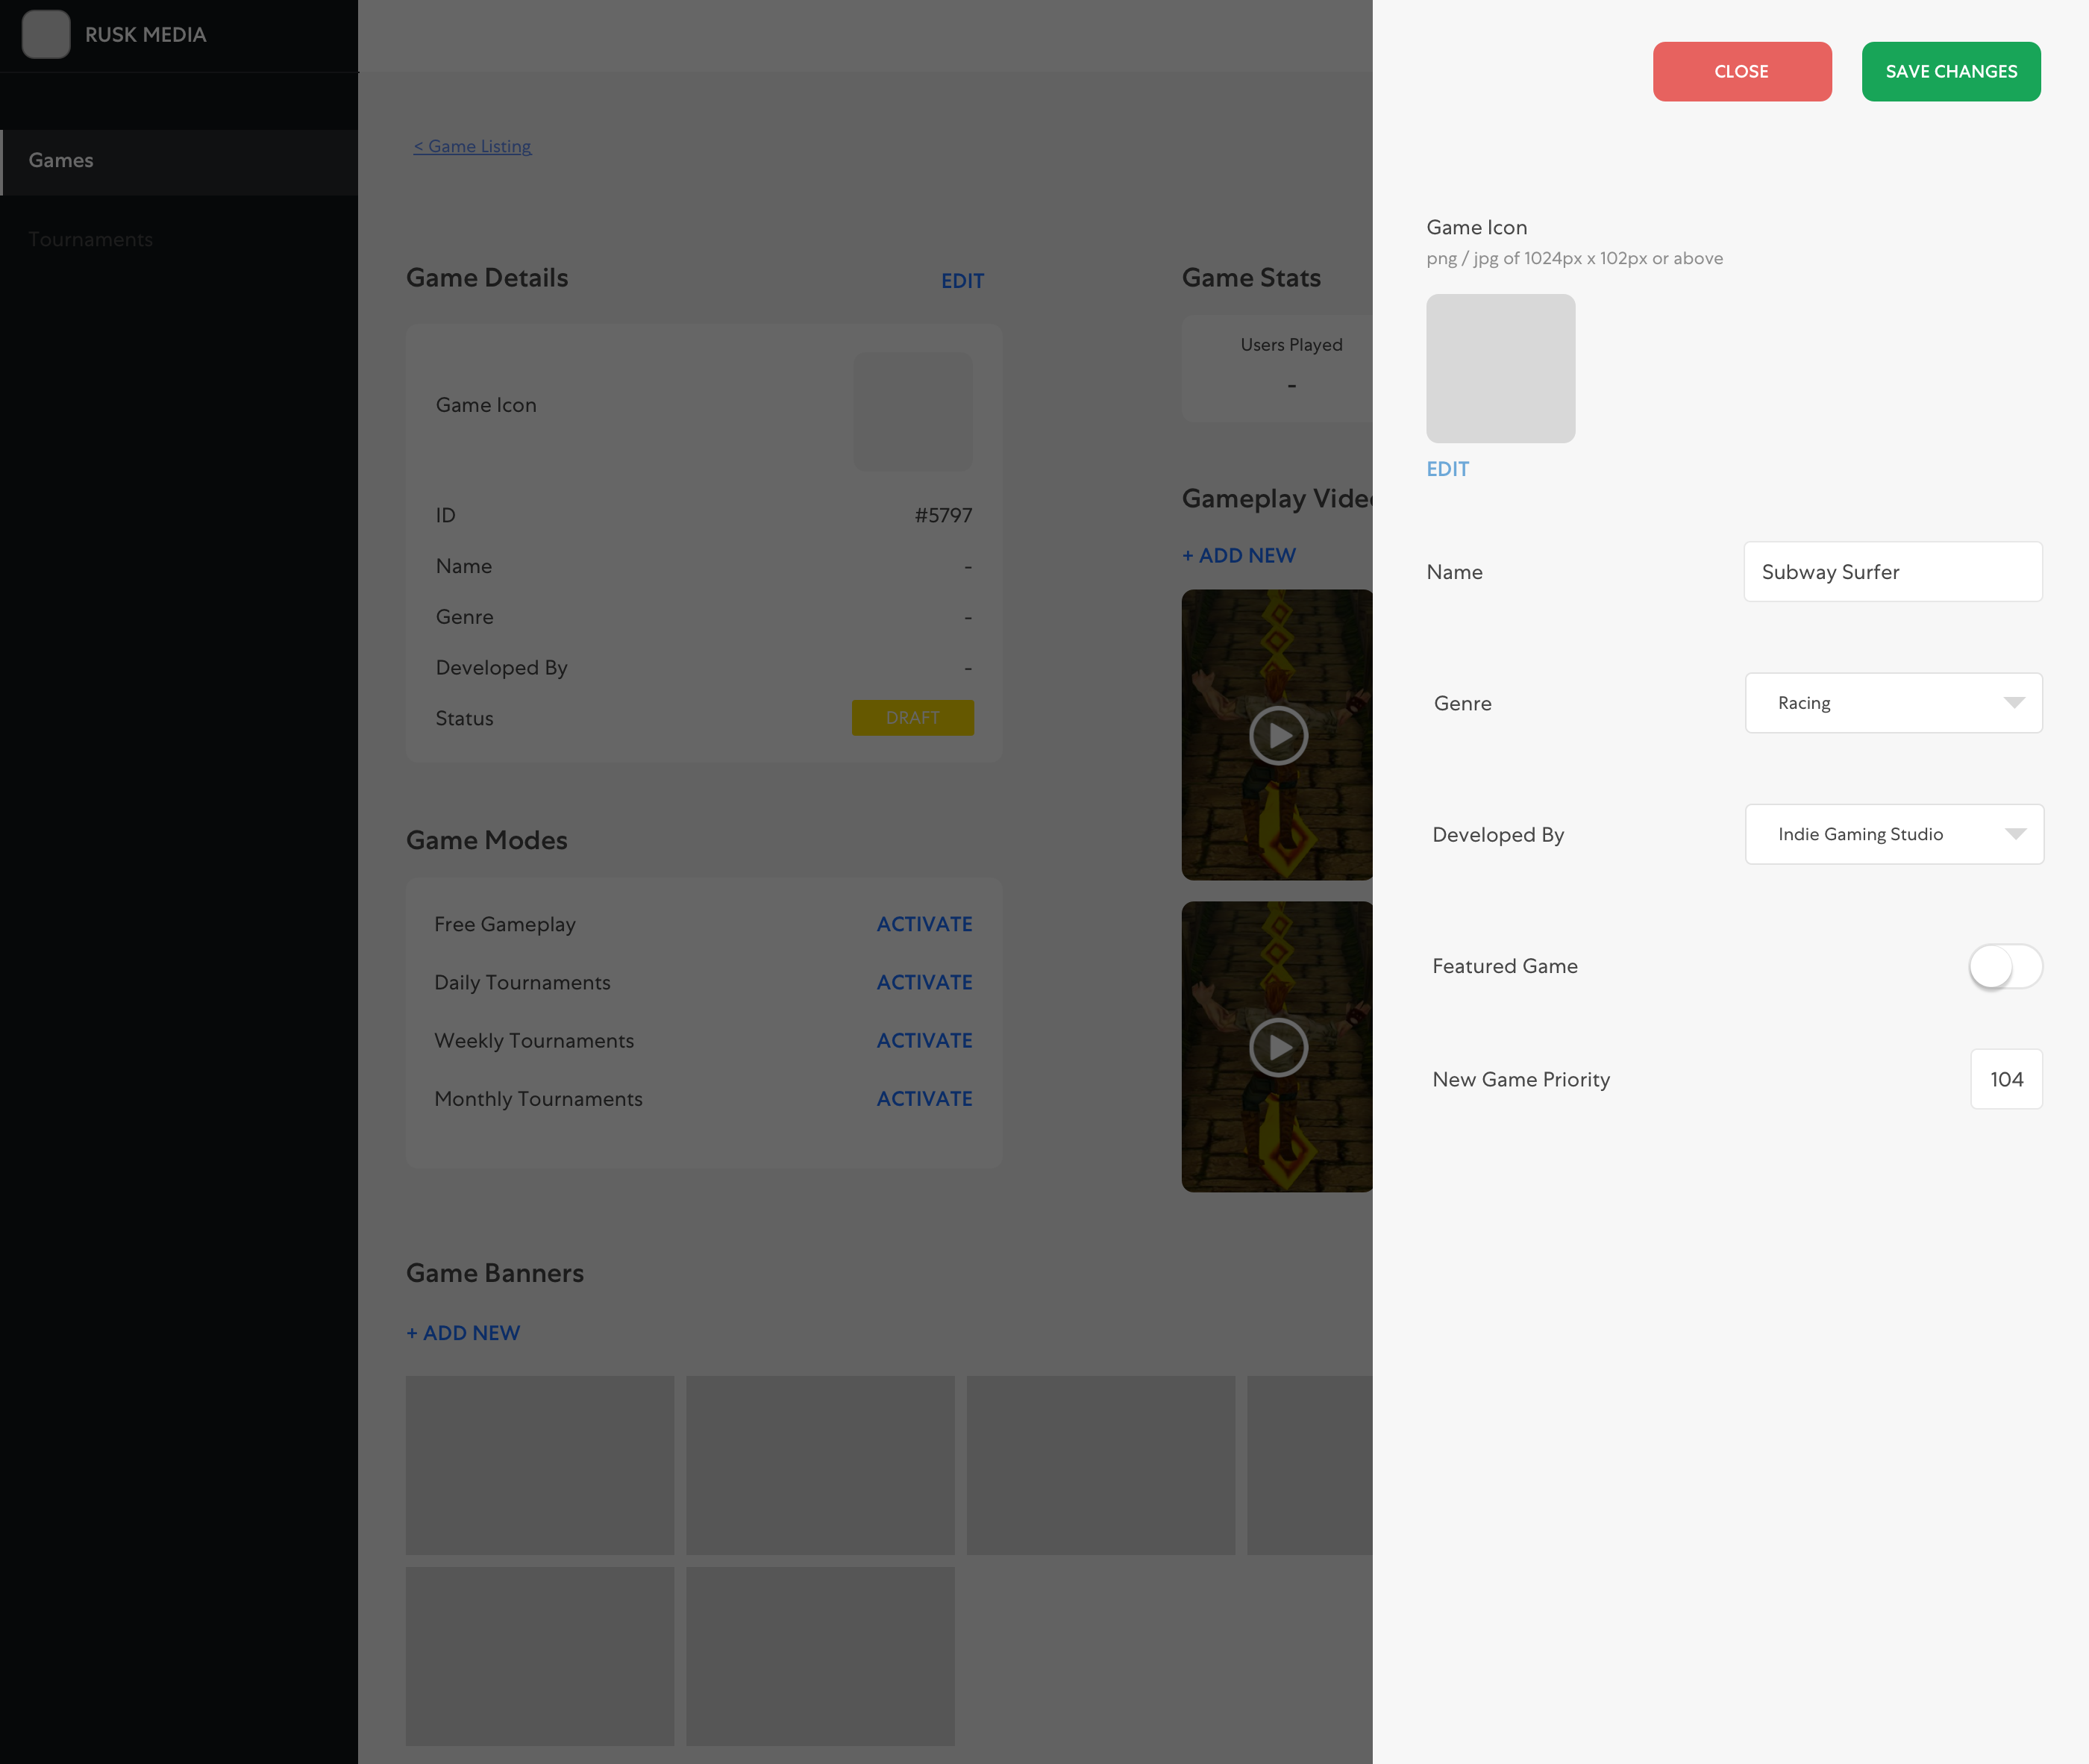 RUSK MEDIA
Games
Tournaments
< Game Listing
Game Details
EDIT
Game Icon
ID
#5797
Name
-
Genre
-
Developed By
-
Status
DRAFT
Game Modes
Free Gameplay
ACTIVATE
Daily Tournaments
ACTIVATE
Weekly Tournaments
ACTIVATE
Monthly Tournaments
ACTIVATE
Game Banners
+ ADD NEW
Game Stats
Users Played
-
Gameplay Vide
+ ADD NEW
CLOSE
SAVE CHANGES
Game Icon
png / jpg of 1024px x 102px or above
EDIT
Name
Subway Surfer
Genre
Racing
Developed By
Indie Gaming Studio
Featured Game
New Game Priority
104